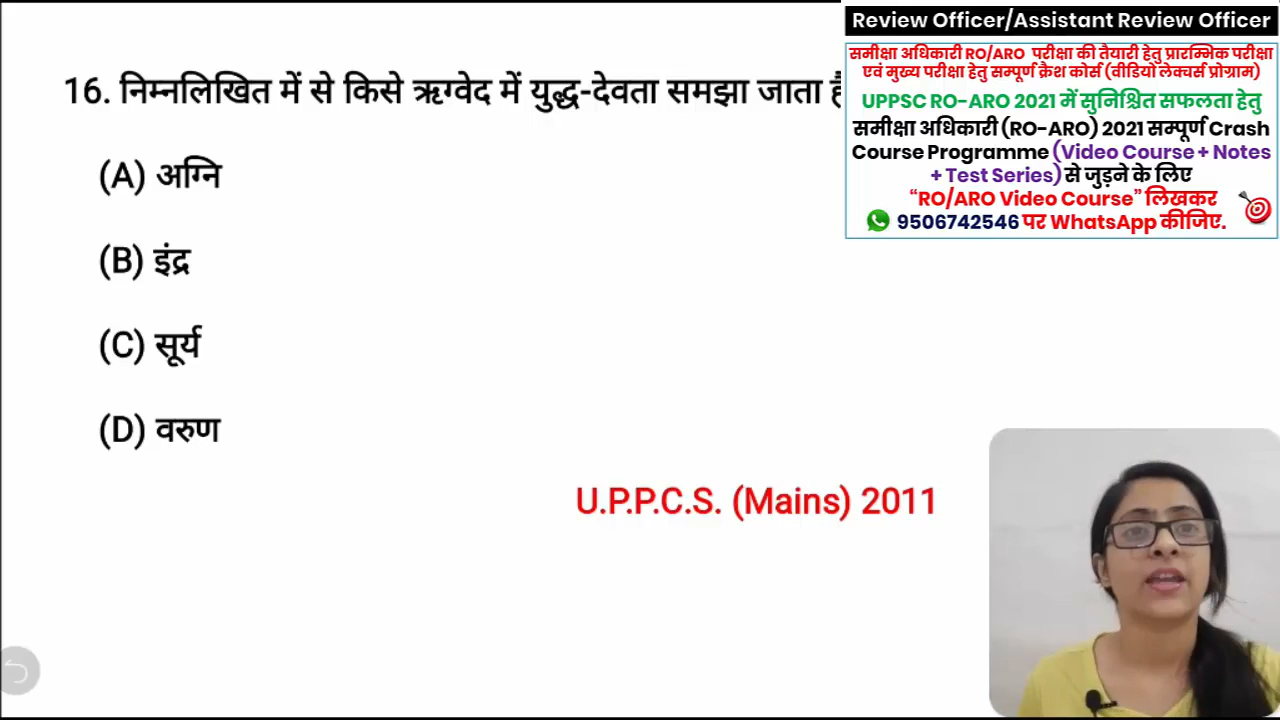 16. निम्नलिखित में से किसे ऋग्वेद में युद्ध-देवता समझा जाता है
(A) अग्नि
(B) इंद्र
(C) सूर्य
(D) वरुण
U.P.P.C.S. (Mains) 2011
Review Officer/Assistant Review Officer
समीक्षा अधिकारी RO/ARO परीक्षा की तैयारी हेतु प्रारम्भिक परीक्षा
एवं मुख्य परीक्षा हेतु सम्पूर्ण क्रैश कोर्स (वीडियो लेक्चर्स प्रोग्राम)
UPPSC RO-ARO 2021 में सुनिश्चित सफलता हेतु
समीक्षा अधिकारी (RO-ARO) 2021 सम्पूर्ण Crash
Course Programme (Video Course + Notes
+ Test Series) से जुड़ने के लिए
“RO/ARO Video Course” लिखकर
9506742546 पर WhatsApp कीजिए.